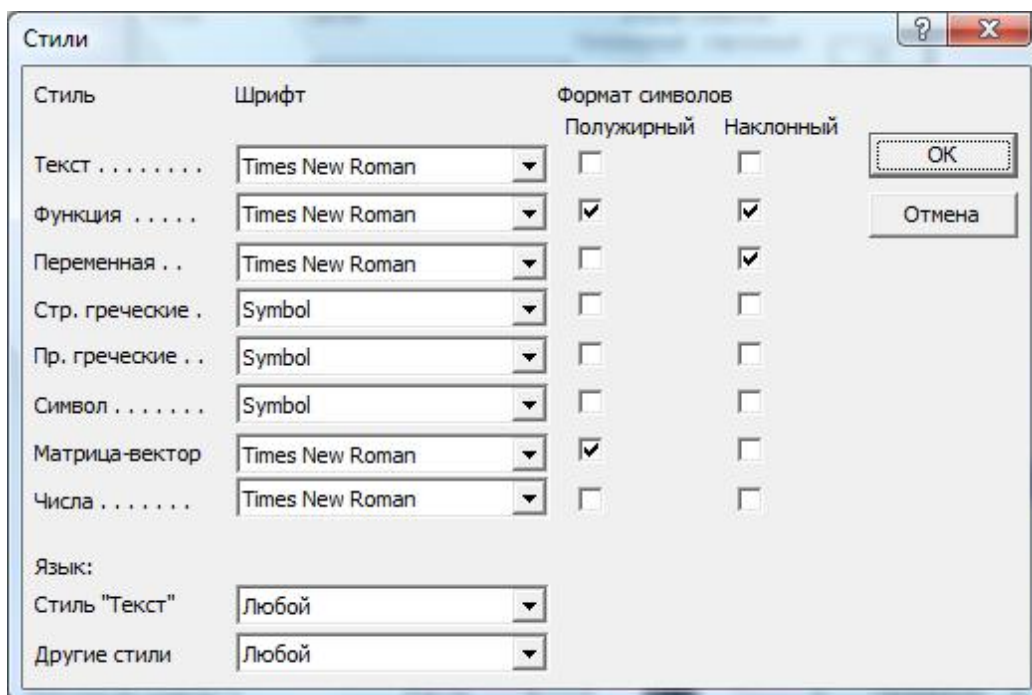 Стили
Стиль Шрифт Формат символов
Полужирный Наклонный
Текст . . . . . . . . Times New Roman OK
Функция . . . . . Times New Roman Отмена
Переменная . . Times New Roman
Стр. греческие . Symbol
Пр. греческие . . Symbol
Символ . . . . . . . Symbol
Матрица-вектор Times New Roman
Числа . . . . . . . Times New Roman
Язык:
Стиль "Текст" Любой
Другие стили Любой